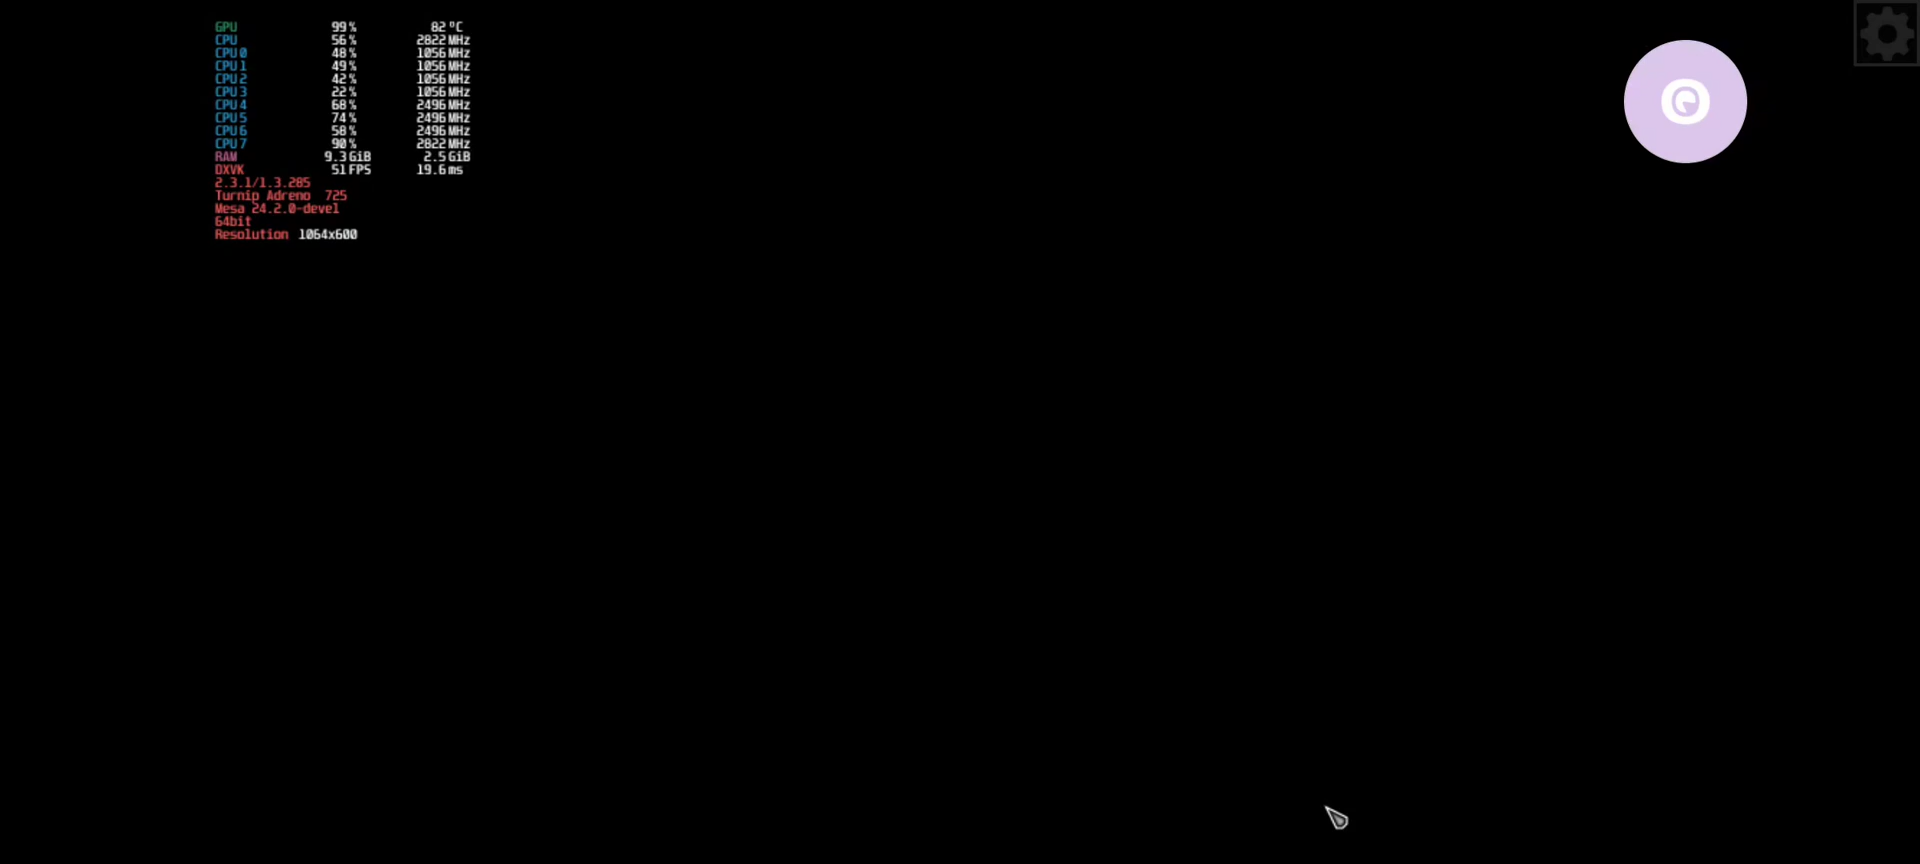 GPU 99% 82°C
CPU 56% 2822MHz
CPU0 48% 1056MHz
CPU1 49% 1056MHz
CPU2 42% 1056MHz
CPU3 22% 1056MHz
CPU4 68% 2496MHz
CPU5 74% 2496MHz
CPU6 58% 2496MHz
CPU7 90% 2822MHz
RAM 9.3GiB 2.5GiB
DXVK 51FPS 19.6ms
2.3.1/1.3.285
Turnip Adreno 725
Mesa 24.2.0-devel
64bit
Resolution 1064x600